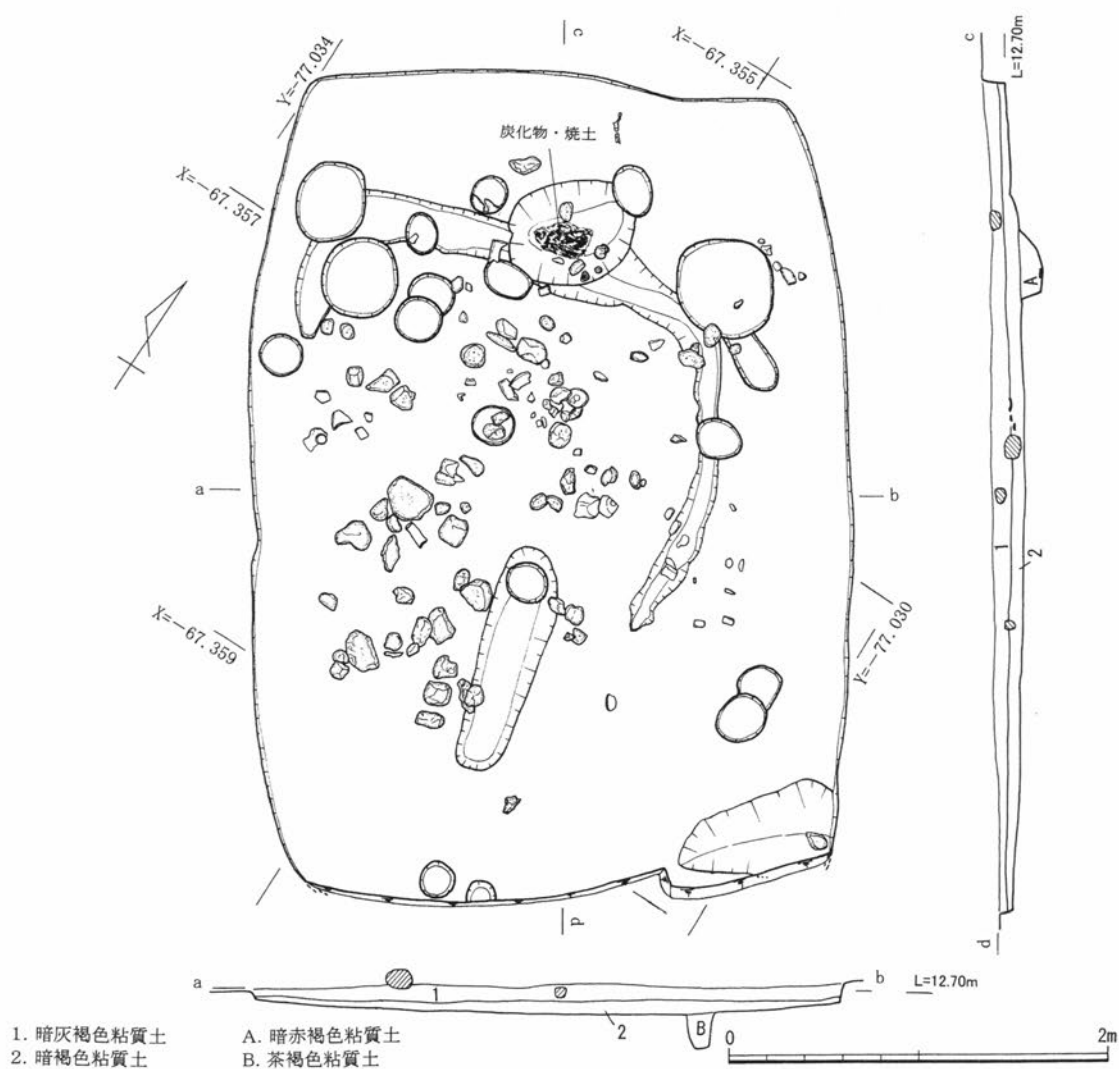 c
Y=-77.034
X=-67.355
炭化物・焼土
X=-67.357
a
b
X=-67.359
Y=-77.030
d
c
L=12.70m
A
1
2
d
a
b
L=12.70m
1
2
B
1. 暗灰褐色粘質土
2. 暗褐色粘質土
A. 暗赤褐色粘質土
B. 茶褐色粘質土
0
2m